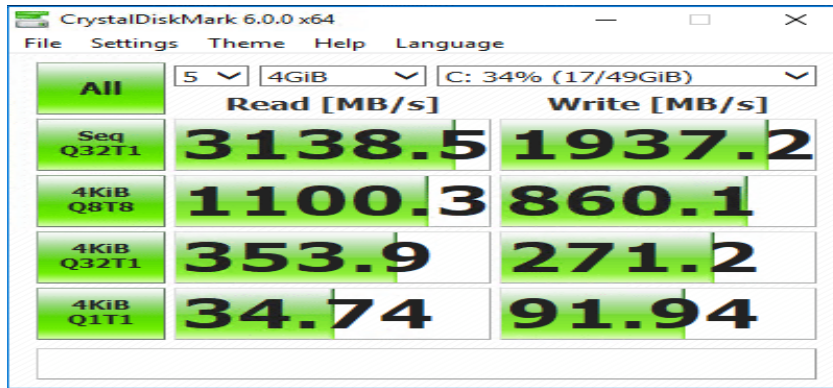 CrystalDiskMark 6.0.0 x64
File Settings Theme Help Language
All 5 4GiB C: 34% (17/49GiB)
Read [MB/s] Write [MB/s]
Seq
Q32T1 3138.5 1937.2
4KiB
Q8T8 1100.3 860.1
4KiB
Q32T1 353.9 271.2
4KiB
Q1T1 34.74 91.94